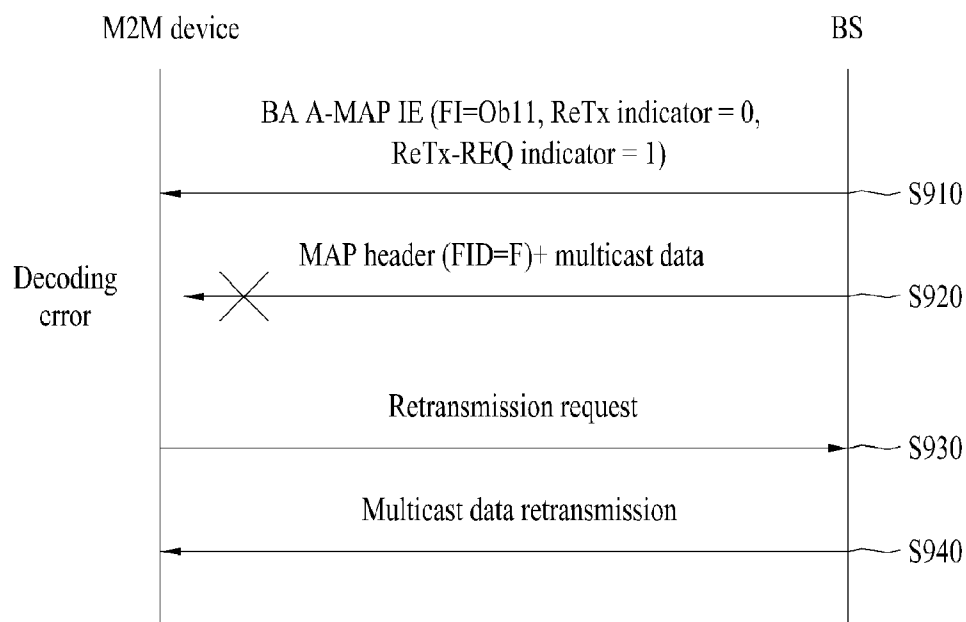 M2M device
BS
BA A-MAP IE (FI=Ob11, ReTx indicator = 0,
ReTx-REQ indicator = 1)
S910
MAP header (FID=F)+ multicast data
Decoding
error
S920
Retransmission request
S930
Multicast data retransmission
S940